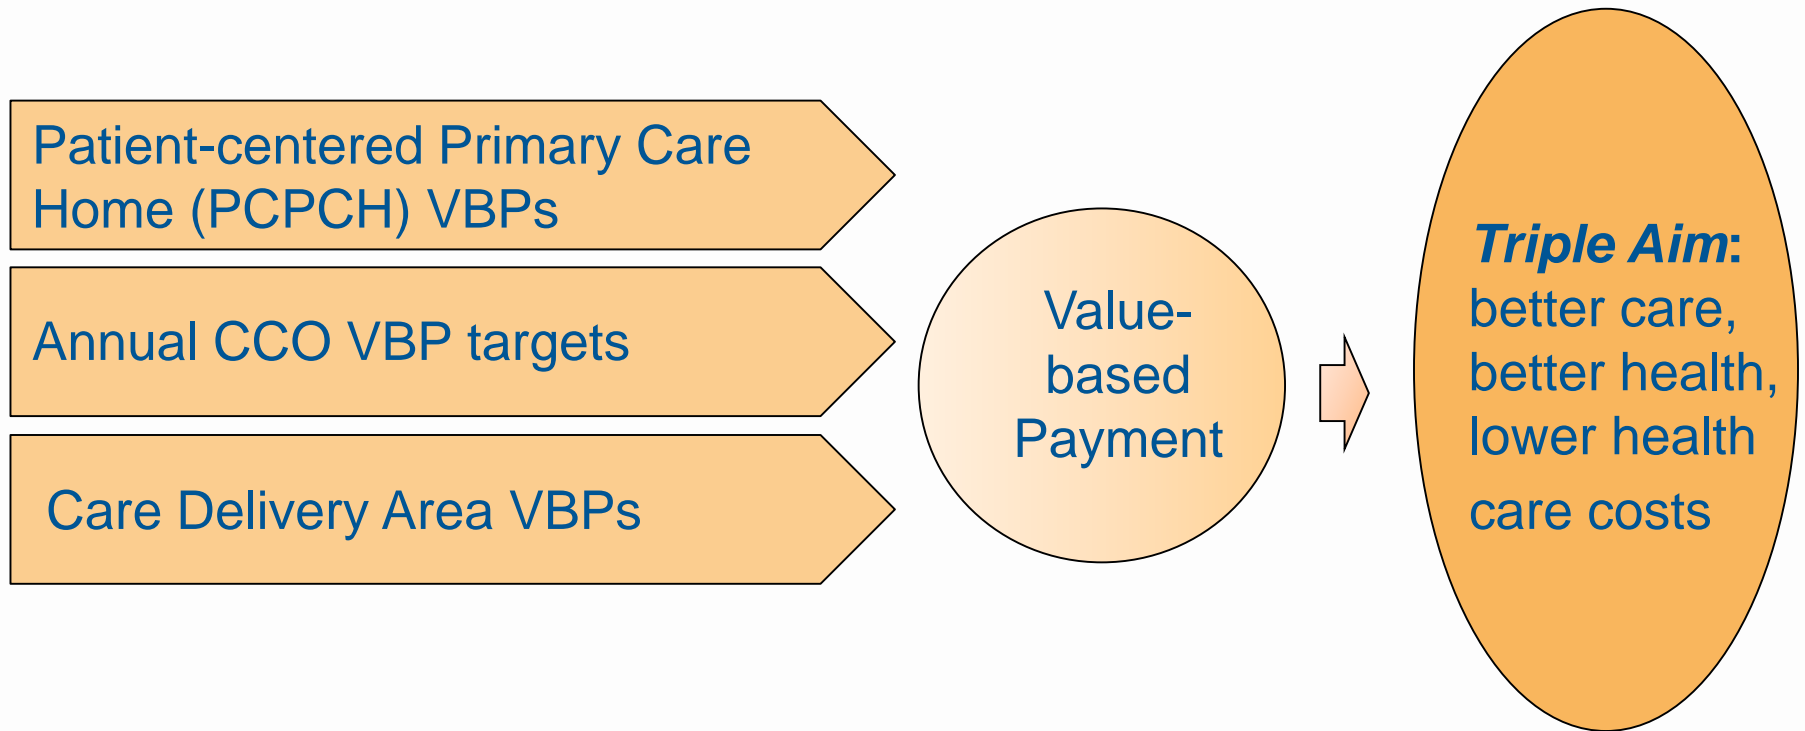 Patient-centered Primary Care
Home (PCPCH) VBPs
Annual CCO VBP targets
Care Delivery Area VBPs
Value-
based
Payment
Triple Aim:
better care,
better health,
lower health
care costs